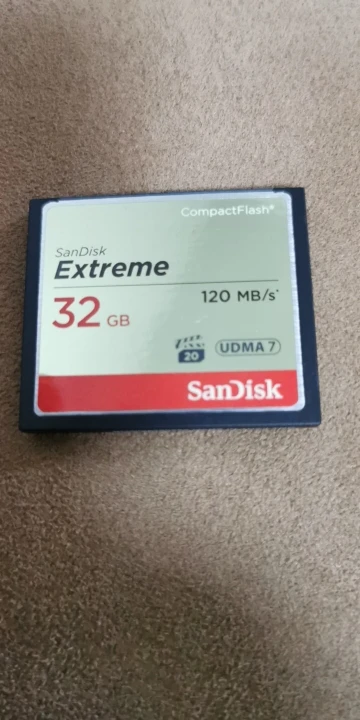 CompactFlash®
SanDisk
Extreme
32 GB
120 MB/s*
20
UDMA 7
SanDisk